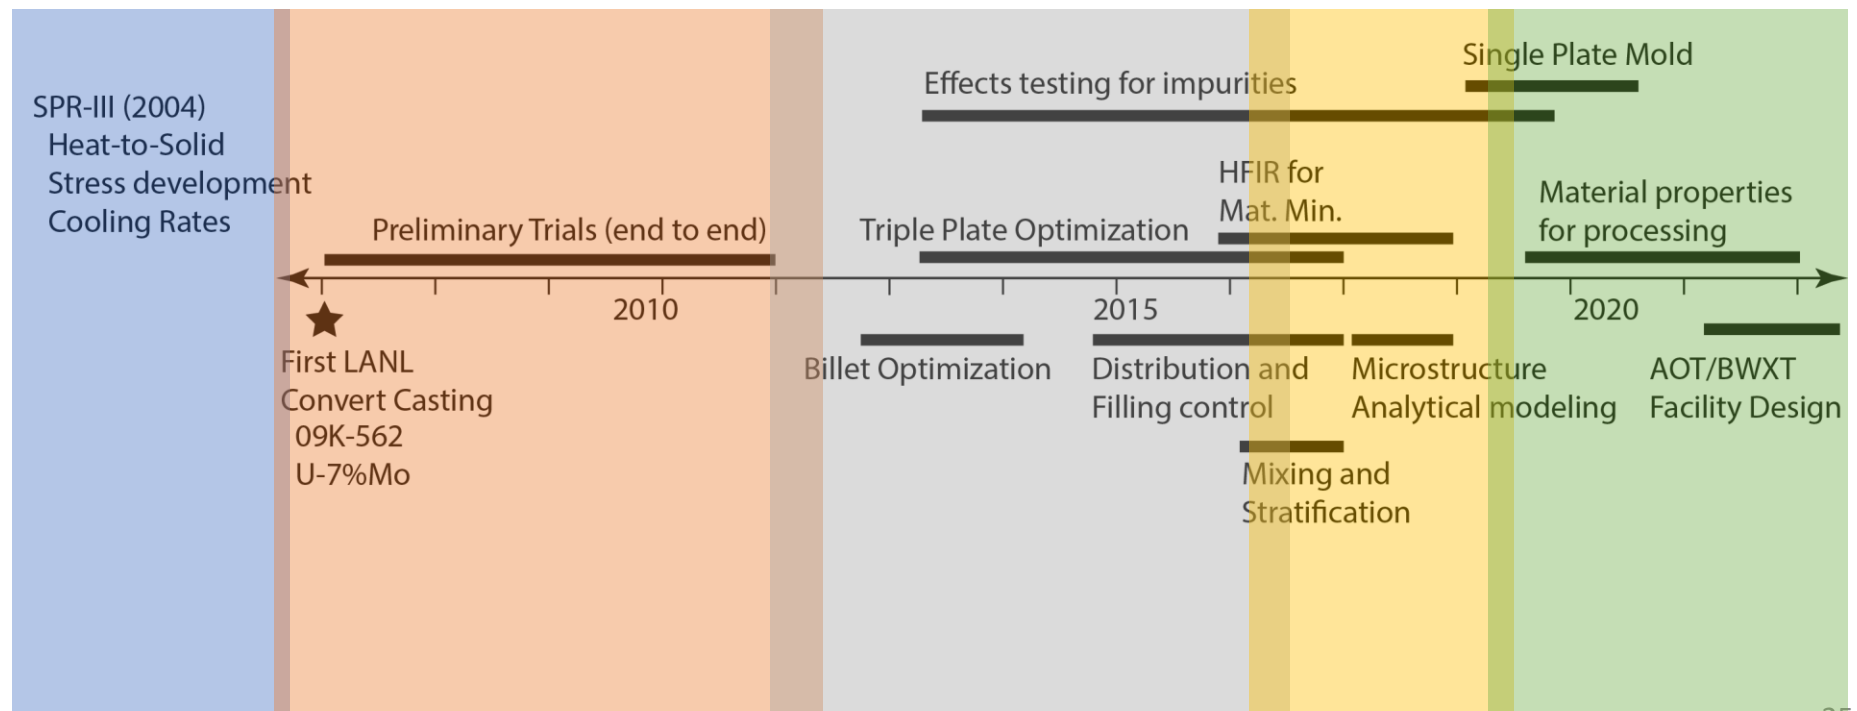 SPR-III (2004)
Heat-to-Solid
Stress development
Cooling Rates
Preliminary Trials (end to end)
Effects testing for impurities
Single Plate Mold
HFIR for
Mat. Min.
Triple Plate Optimization
Material properties
for processing
2010
2015
2020
First LANL
Convert Casting
09K-562
U-7%Mo
Billet Optimization
Distribution and
Filling control
Microstructure
Analytical modeling
AOT/BWXT
Facility Design
Mixing and
Stratification